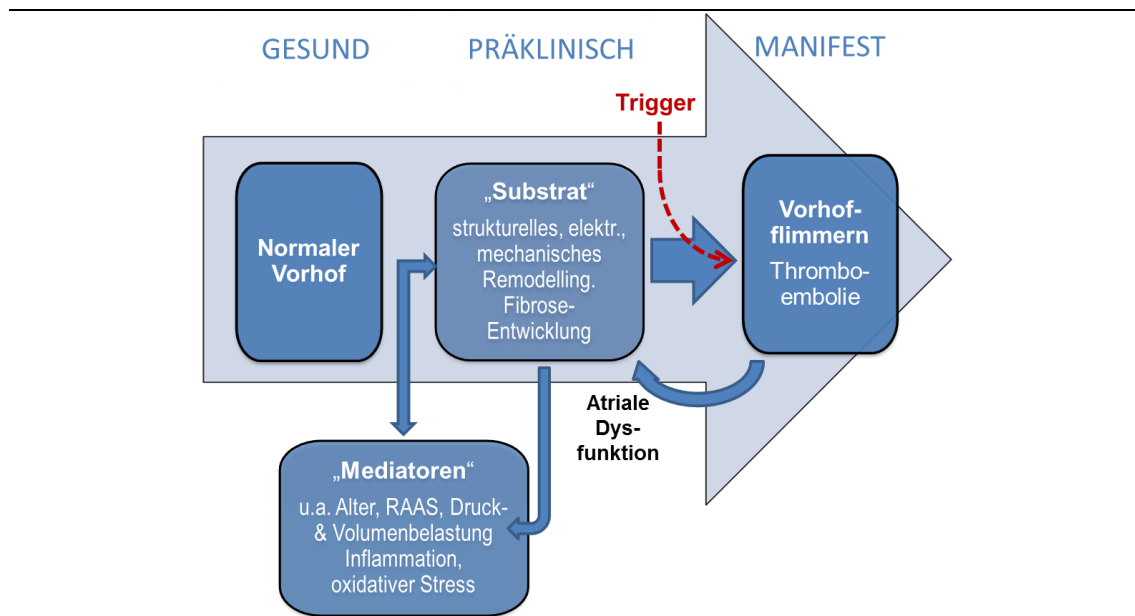 GESUND
PRÄKLINISCH
MANIFEST
Trigger
Normaler
Vorhof
„Substrat“
strukturelles, elektr.,
mechanisches
Remodelling.
Fibrose-
Entwicklung
Vorhof-
flimmern
Thrombo-
embolie
Atriale
Dys-
funktion
„Mediatoren“
u.a. Alter, RAAS, Druck-
& Volumenbelastung
Inflammation,
oxidativer Stress